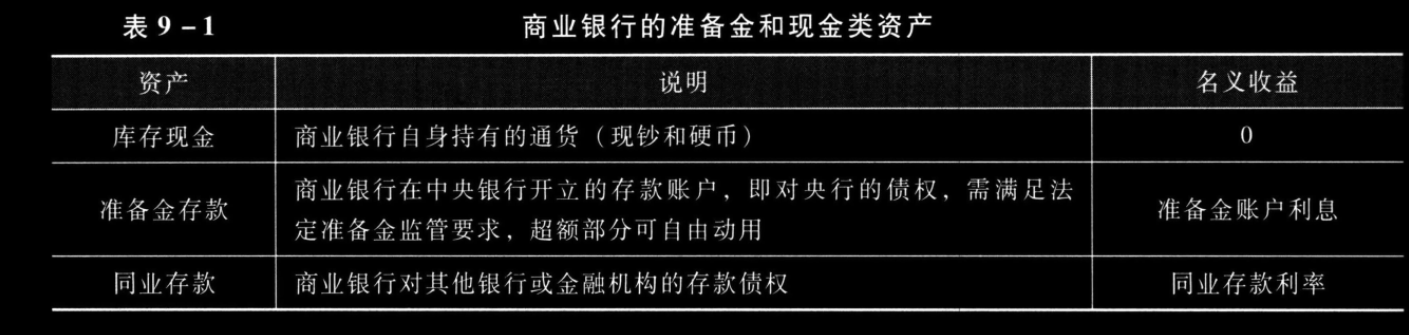 表 9－1 商业银行的准备金和现金类资产
资产 说明 名义收益
库存现金 商业银行自身持有的通货（现钞和硬币） 0
准备金存款 商业银行在中央银行开立的存款账户，即对央行的债权，需满足法 准备金账户利息
定准备金监管要求，超额部分可自由动用
同业存款 商业银行对其他银行或金融机构的存款债权 同业存款利率